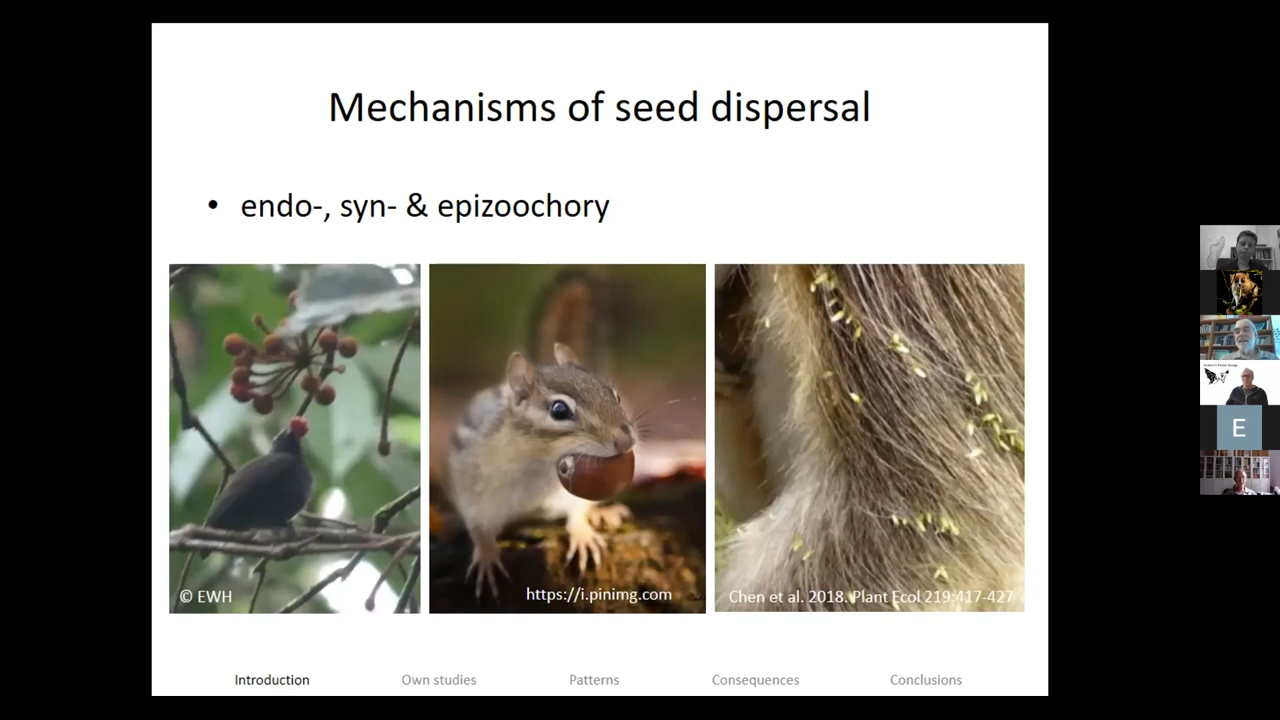 Mechanisms of seed dispersal
• endo-, syn- & epizoochory
© EWH
https://i.pinimg.com
Chen et al. 2018. Plant Ecol 219:417-427
Introduction
Own studies
Patterns
Consequences
Conclusions
E